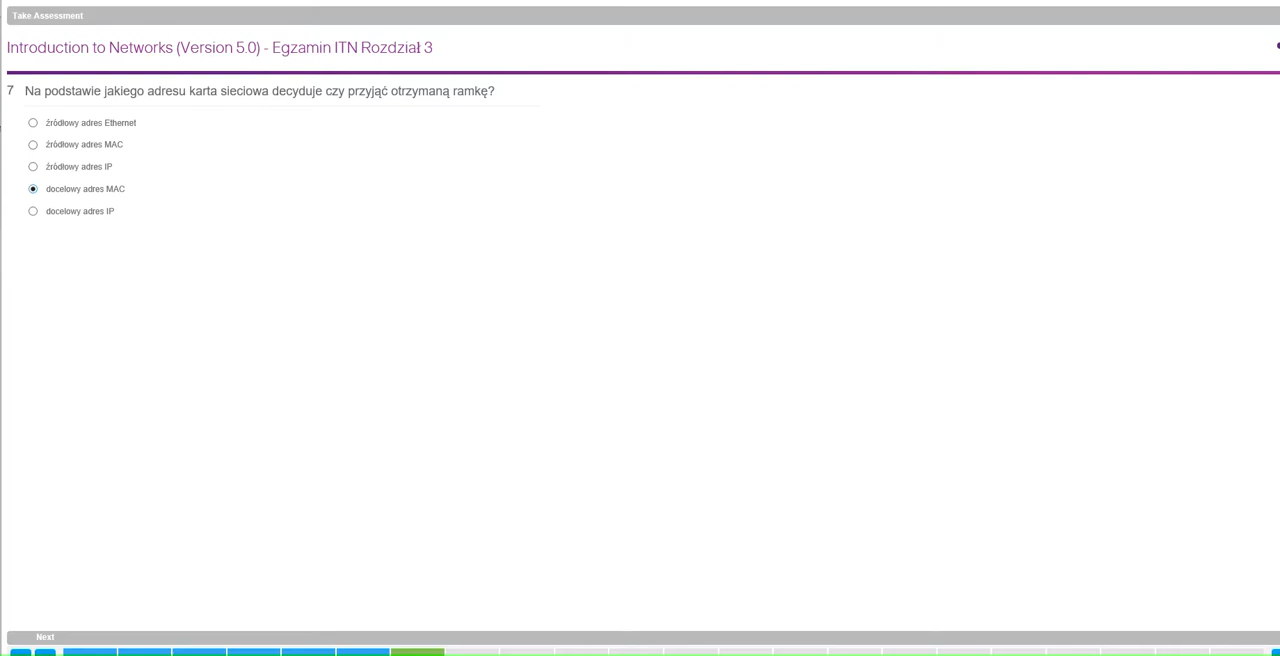 Take Assessment
Introduction to Networks (Version 5.0) - Egzamin ITN Rozdział 3
7 Na podstawie jakiego adresu karta sieciowa decyduje czy przyjąć otrzymaną ramkę?
źródłowy adres Ethernet
źródłowy adres MAC
źródłowy adres IP
docelowy adres MAC
docelowy adres IP
Next